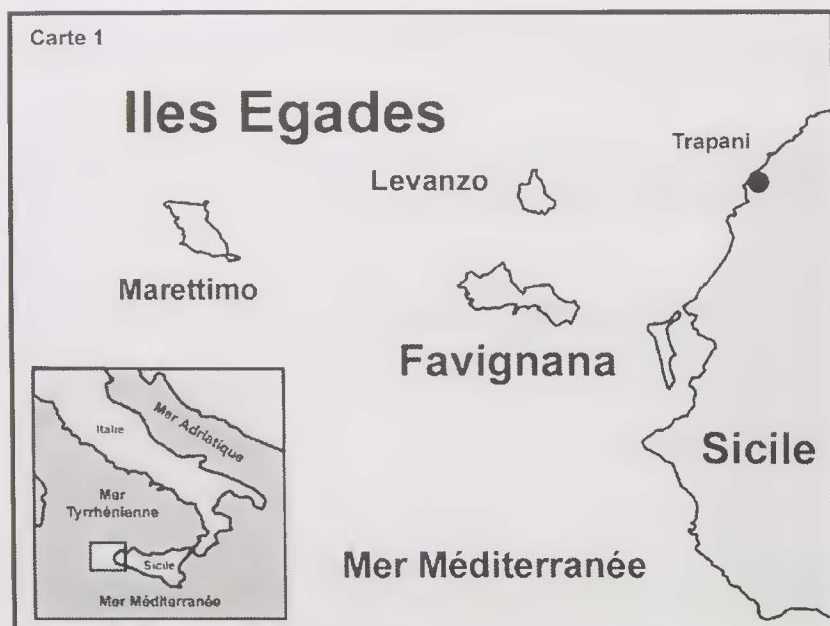 Carte 1
Iles Egades
Trapani
Levanzo
Marettimo
Favignana
Sicile
Mer Méditerranée
Italie
Mer Adriatique
Mer
Tyrrhénienne
Sicile
Mer Méditerranée